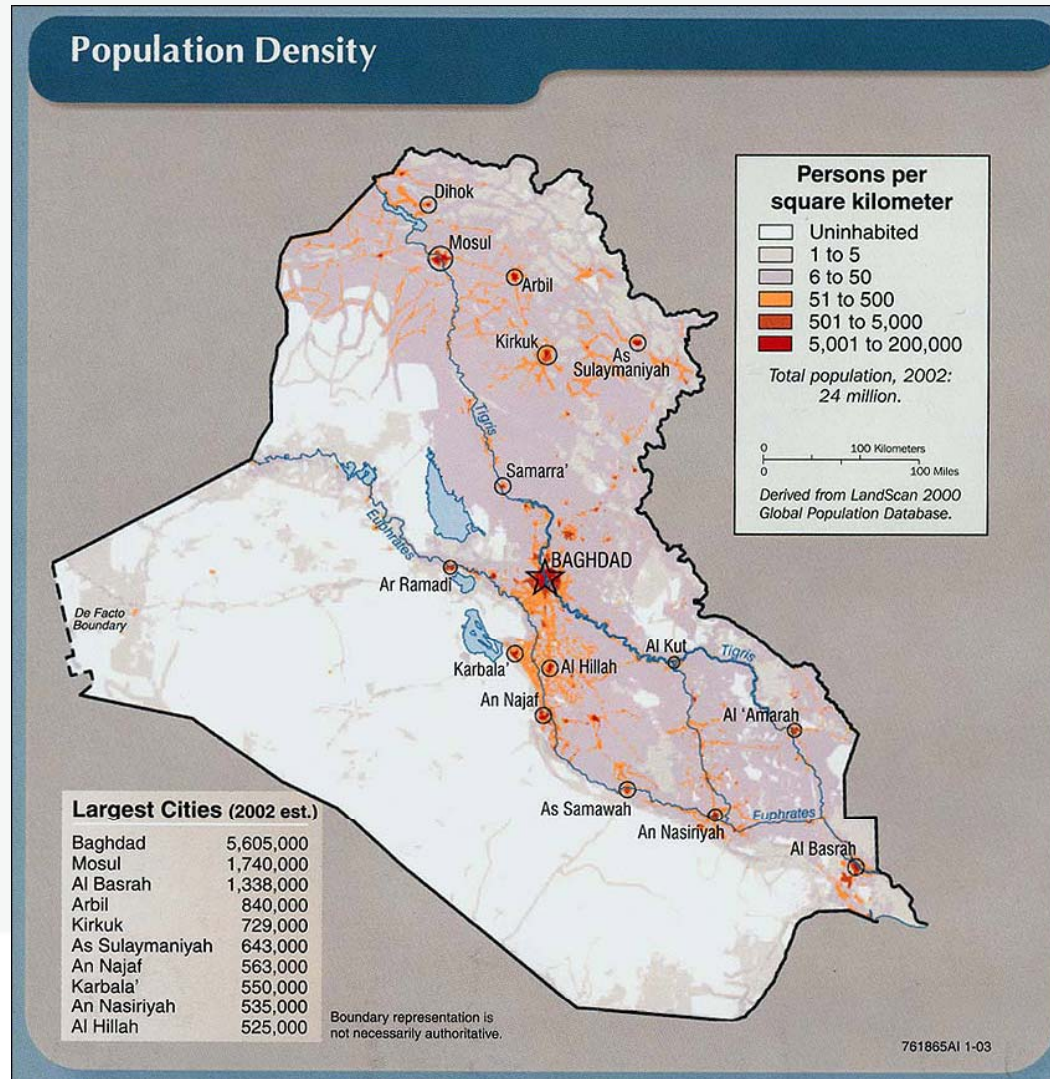 Population Density
Persons per
square kilometer
Uninhabited
1 to 5
6 to 50
51 to 500
501 to 5,000
5,001 to 200,000
Total population, 2002:
24 million.
0 100 Kilometers
0 100 Miles
Derived from LandScan 2000
Global Population Database.
Dihok
Mosul
Arbil
Kirkuk
As
Sulaymaniyah
Tigris
Samarra'
Euphrates
BAGHDAD
Ar Ramadi
De Facto
Boundary
Karbala'
Al Hillah
Al Kut
Tigris
An Najaf
Al 'Amarah
As Samawah
An Nasiriyah
Euphrates
Al Basrah
Largest Cities (2002 est.)
Baghdad 5,605,000
Mosul 1,740,000
Al Basrah 1,338,000
Arbil 840,000
Kirkuk 729,000
As Sulaymaniyah 643,000
An Najaf 563,000
Karbala' 550,000
An Nasiriyah 535,000
Al Hillah 525,000
Boundary representation is
not necessarily authoritative.
761865AI 1-03